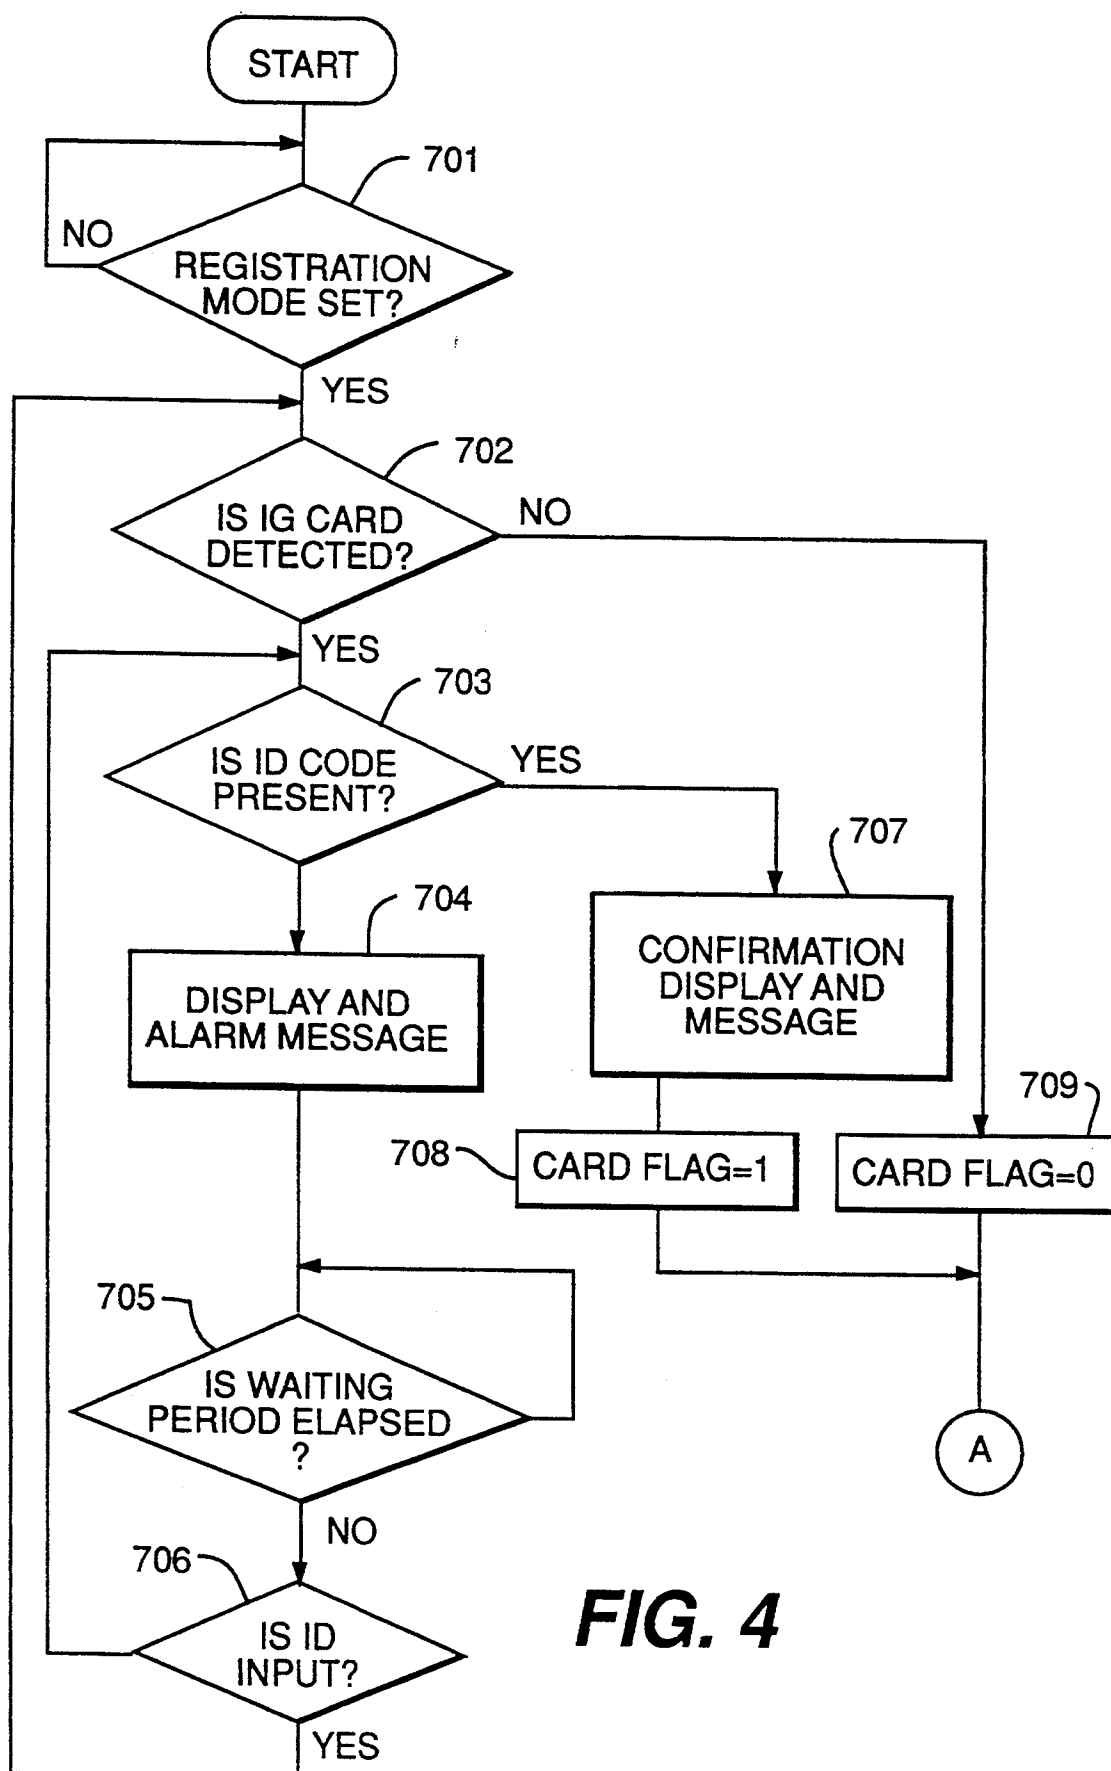 START
701
NO
REGISTRATION
MODE SET?
YES
702
IS IG CARD
DETECTED?
NO
YES
703
IS ID CODE
PRESENT?
YES
707
704
CONFIRMATION
DISPLAY AND
MESSAGE
DISPLAY AND
ALARM MESSAGE
709
708
CARD FLAG=1
CARD FLAG=0
705
IS WAITING
PERIOD ELAPSED
?
A
NO
706
IS ID
INPUT?
FIG. 4
YES